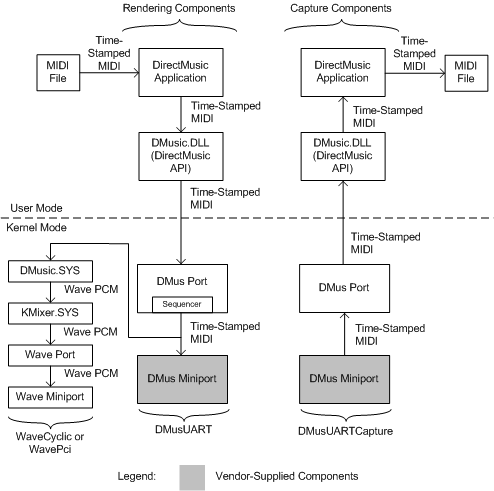 Rendering Components
Capture Components
MIDI
File
Time-
Stamped
MIDI
DirectMusic
Application
DirectMusic
Application
Time-
Stamped
MIDI
MIDI
File
Time-Stamped
MIDI
Time-Stamped
MIDI
DMusic.DLL
(DirectMusic
API)
DMusic.DLL
(DirectMusic
API)
Time-Stamped
MIDI
User Mode
Kernel Mode
Time-Stamped
MIDI
DMusic.SYS
Wave PCM
KMixer.SYS
Wave PCM
Wave Port
Wave PCM
Wave Miniport
WaveCyclic or
WavePci
DMus Port
Sequencer
Time-Stamped
MIDI
DMus Miniport
DMusUART
DMus Port
Time-Stamped
MIDI
DMus Miniport
DMusUARTCapture
Legend:
Vendor-Supplied Components